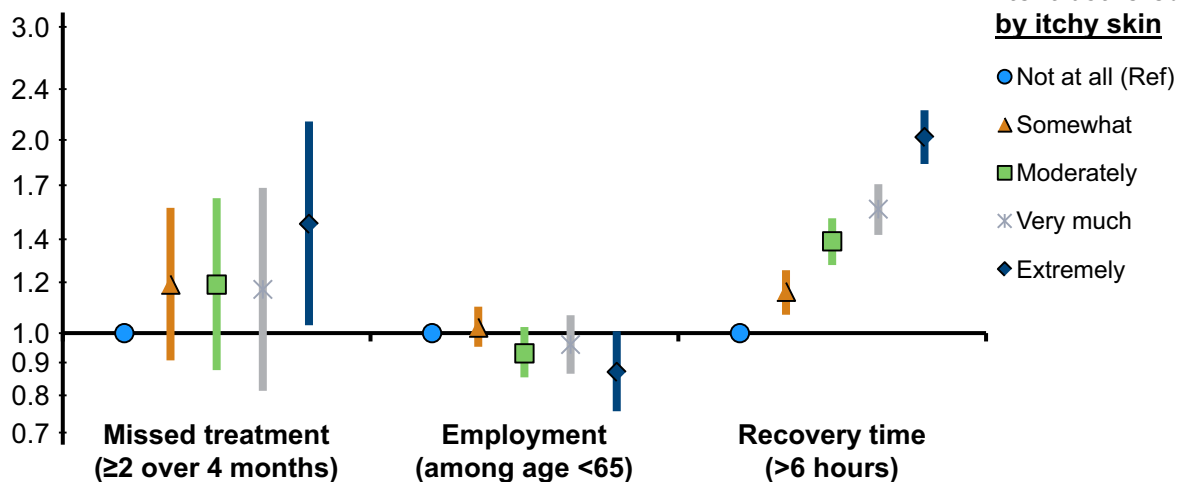 by itchy skin
Not at all (Ref)
Somewhat
Moderately
Very much
Extremely
3.0
2.4
2.0
1.7
1.4
1.2
1.0
0.9
0.8
0.7
Missed treatment
(≥2 over 4 months)
Employment
(among age <65)
Recovery time
(>6 hours)